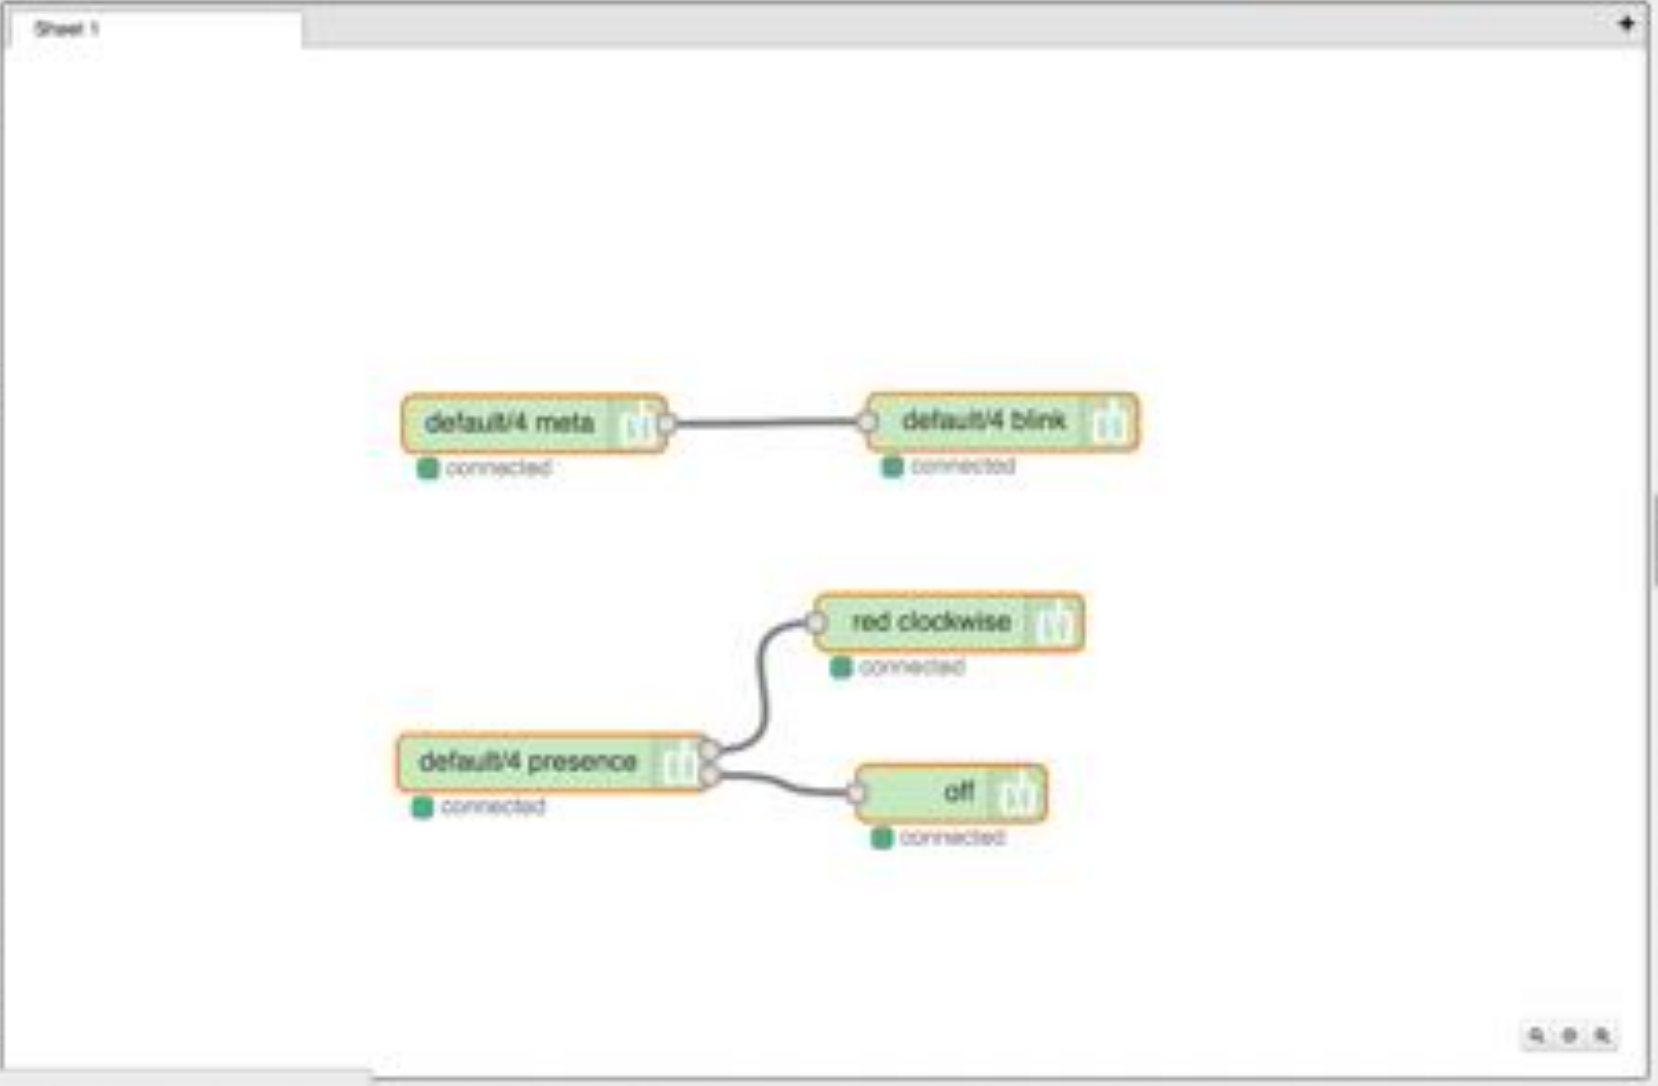 Sheet 1
default/4 meta
connected
default/4 blink
connected
red clockwise
connected
default/4 presence
connected
off
connected